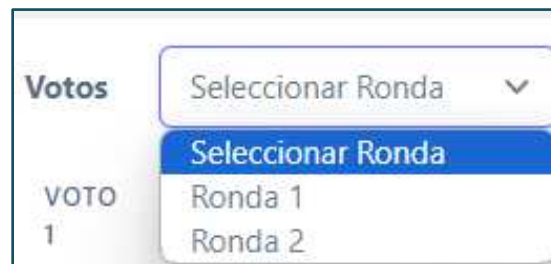 Votos Seleccionar Ronda
Seleccionar Ronda
VOTO Ronda 1
1 Ronda 2